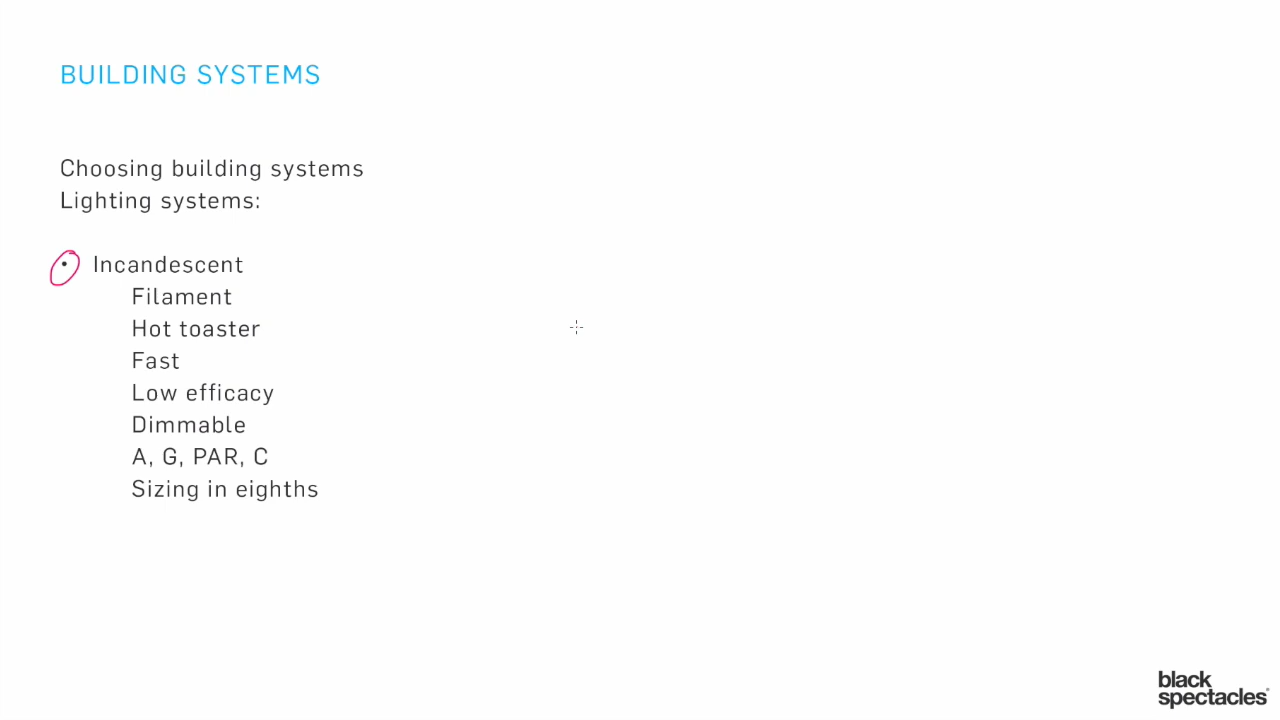 BUILDING SYSTEMS
Choosing building systems
Lighting systems:
• Incandescent
Filament
Hot toaster
Fast
Low efficacy
Dimmable
A, G, PAR, C
Sizing in eighths
black
spectacles®